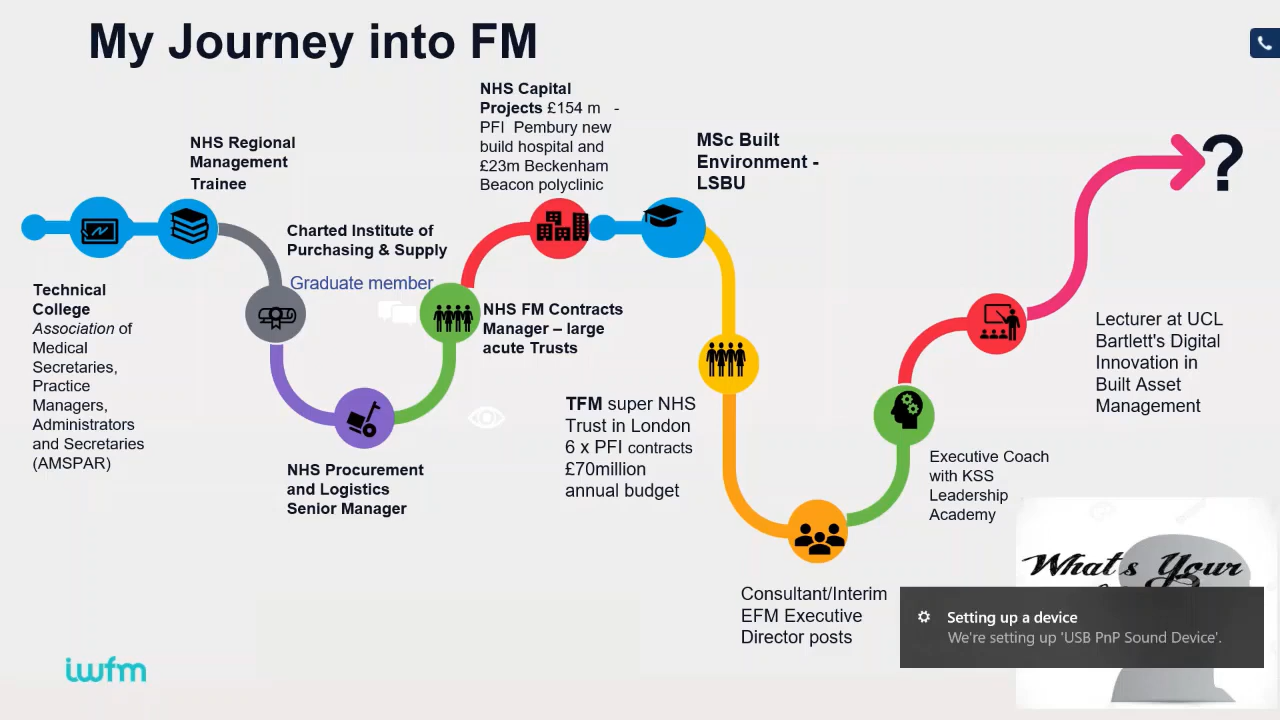 My Journey into FM
NHS Capital
Projects £154 m -
PFI Pembury new
build hospital and
£23m Beckenham
Beacon polyclinic
NHS Regional
Management
Trainee
MSc Built
Environment -
LSBU
?
Charted Institute of
Purchasing & Supply
Graduate member
Technical
College
Association of
Medical
Secretaries,
Practice
Managers,
Administrators
and Secretaries
(AMSPAR)
NHS FM Contracts
Manager – large
acute Trusts
Lecturer at UCL
Bartlett's Digital
Innovation in
Built Asset
Management
TFM super NHS
Trust in London
6 x PFI contracts
£70million
annual budget
NHS Procurement
and Logistics
Senior Manager
Executive Coach
with KSS
Leadership
Academy
What's Your
Consultant/Interim
EFM Executive
Director posts
Setting up a device
We're setting up 'USB PnP Sound Device'.
iwfm